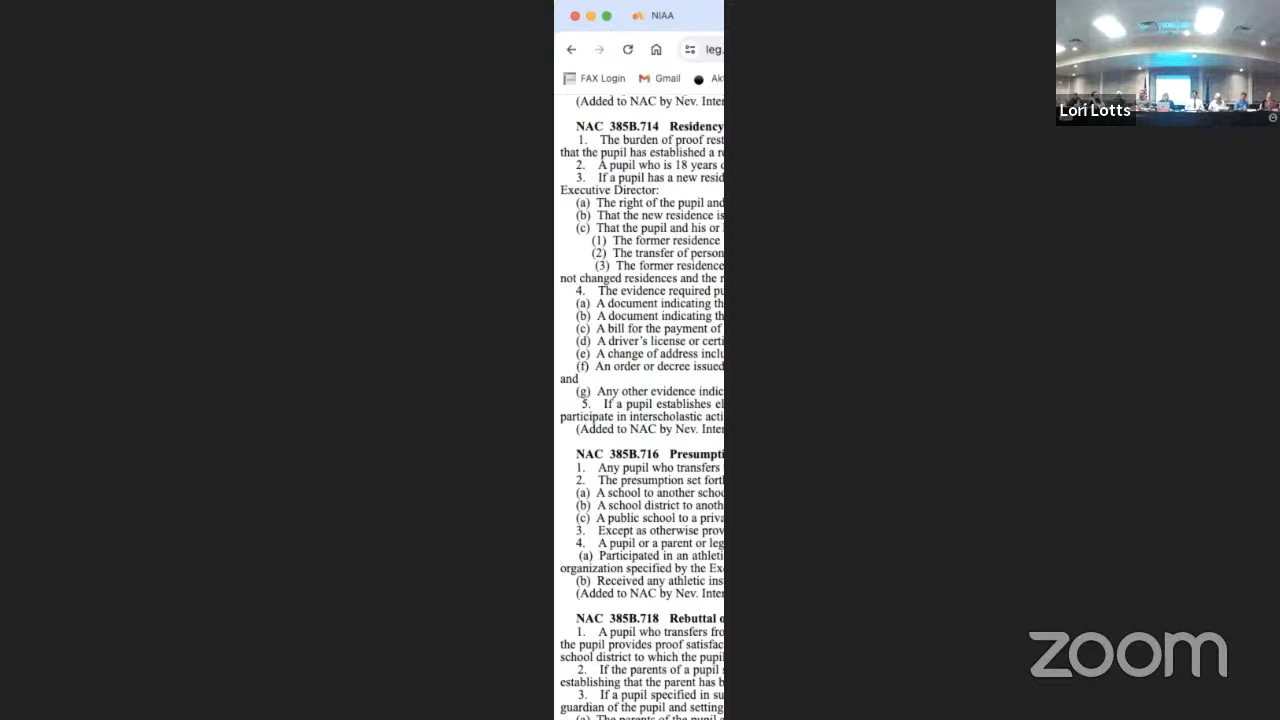 NIAA
leg.
FAX Login
Gmail
(Added to NAC by Nev. Inter
NAC 385B.714 Residency
1. The burden of proof rest
that the pupil has established a r
2. A pupil who is 18 years
3. If a pupil has a new resid
Executive Director:
(a) The right of the pupil and
(b) That the new residence is
(c) That the pupil and his or
(1) The former residence
(2) The transfer of person
(3) The former residence
not changed residences and the r
4. The evidence required pu
(a) A document indicating th
(b) A document indicating th
(c) A bill for the payment of
(d) A driver’s license or certi
(e) A change of address inclu
(f) An order or decree issued
and
(g) Any other evidence indic
5. If a pupil establishes el
participate in interscholastic acti
(Added to NAC by Nev. Inter
NAC 385B.716 Presumpti
1. Any pupil who transfers
2. The presumption set fort
(a) A school to another schoo
(b) A school district to anoth
(c) A public school to a priva
3. Except as otherwise prov
4. A pupil or a parent or leg
(a) Participated in an athleti
organization specified by the Ex
(b) Received any athletic ins
(Added to NAC by Nev. Inter
NAC 385B.718 Rebuttal o
1. A pupil who transfers fro
the pupil provides proof satisfac
school district to which the pupil
2. If the parents of a pupil
establishing that the parent has b
3. If a pupil specified in su
guardian of the pupil and setting
(a) The parents of the pupil
Lori Lotts
zoom